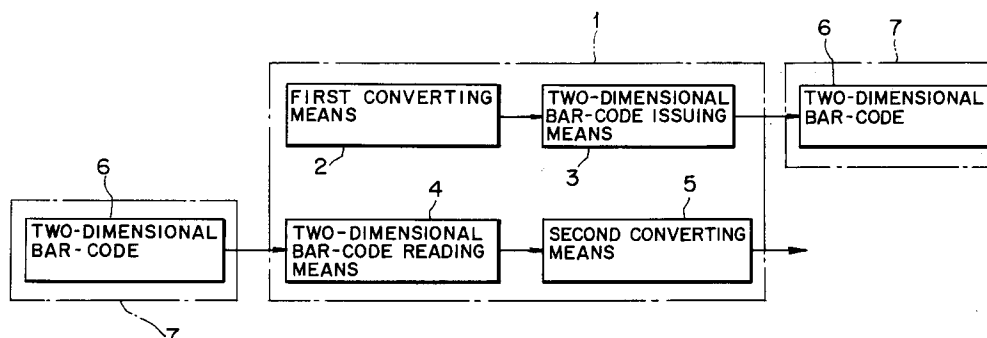 1
7
6
FIRST CONVERTING
MEANS
TWO-DIMENSIONAL
BAR-CODE ISSUING
MEANS
TWO-DIMENSIONAL
BAR-CODE
2
3
6
4
5
TWO-DIMENSIONAL
BAR-CODE
TWO-DIMENSIONAL
BAR-CODE READING
MEANS
SECOND CONVERTING
MEANS
7